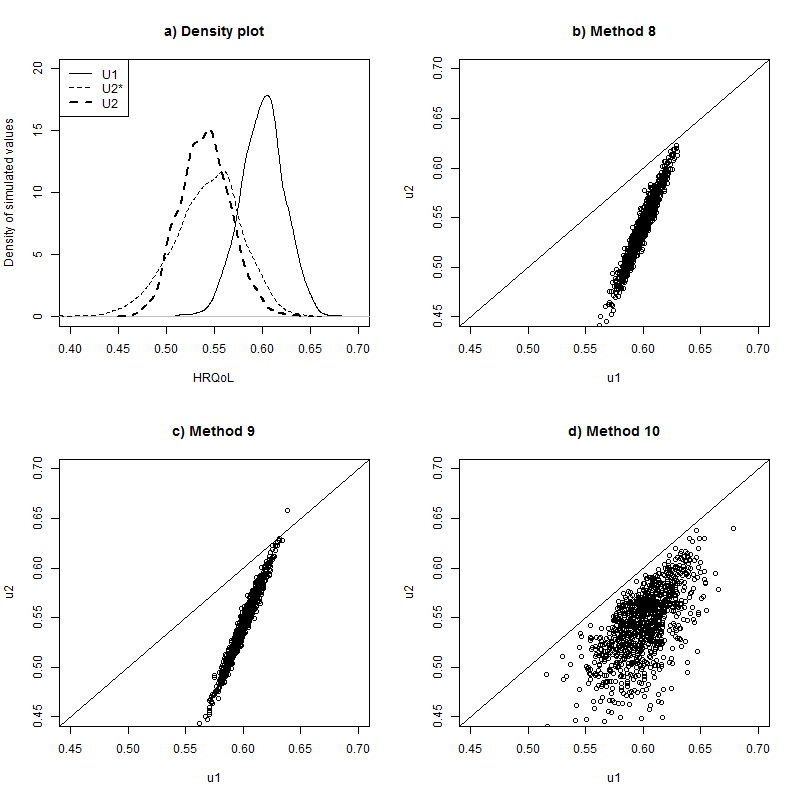 a) Density plot
Density of simulated values
20
15
10
5
0
U1
U2*
U2
0.40 0.45 0.50 0.55 0.60 0.65 0.70
HRQoL
b) Method 8
u2
0.70
0.65
0.60
0.55
0.50
0.45
0.45 0.50 0.55 0.60 0.65 0.70
u1
c) Method 9
u2
0.70
0.65
0.60
0.55
0.50
0.45
0.45 0.50 0.55 0.60 0.65 0.70
u1
d) Method 10
u2
0.70
0.65
0.60
0.55
0.50
0.45
0.45 0.50 0.55 0.60 0.65 0.70
u1